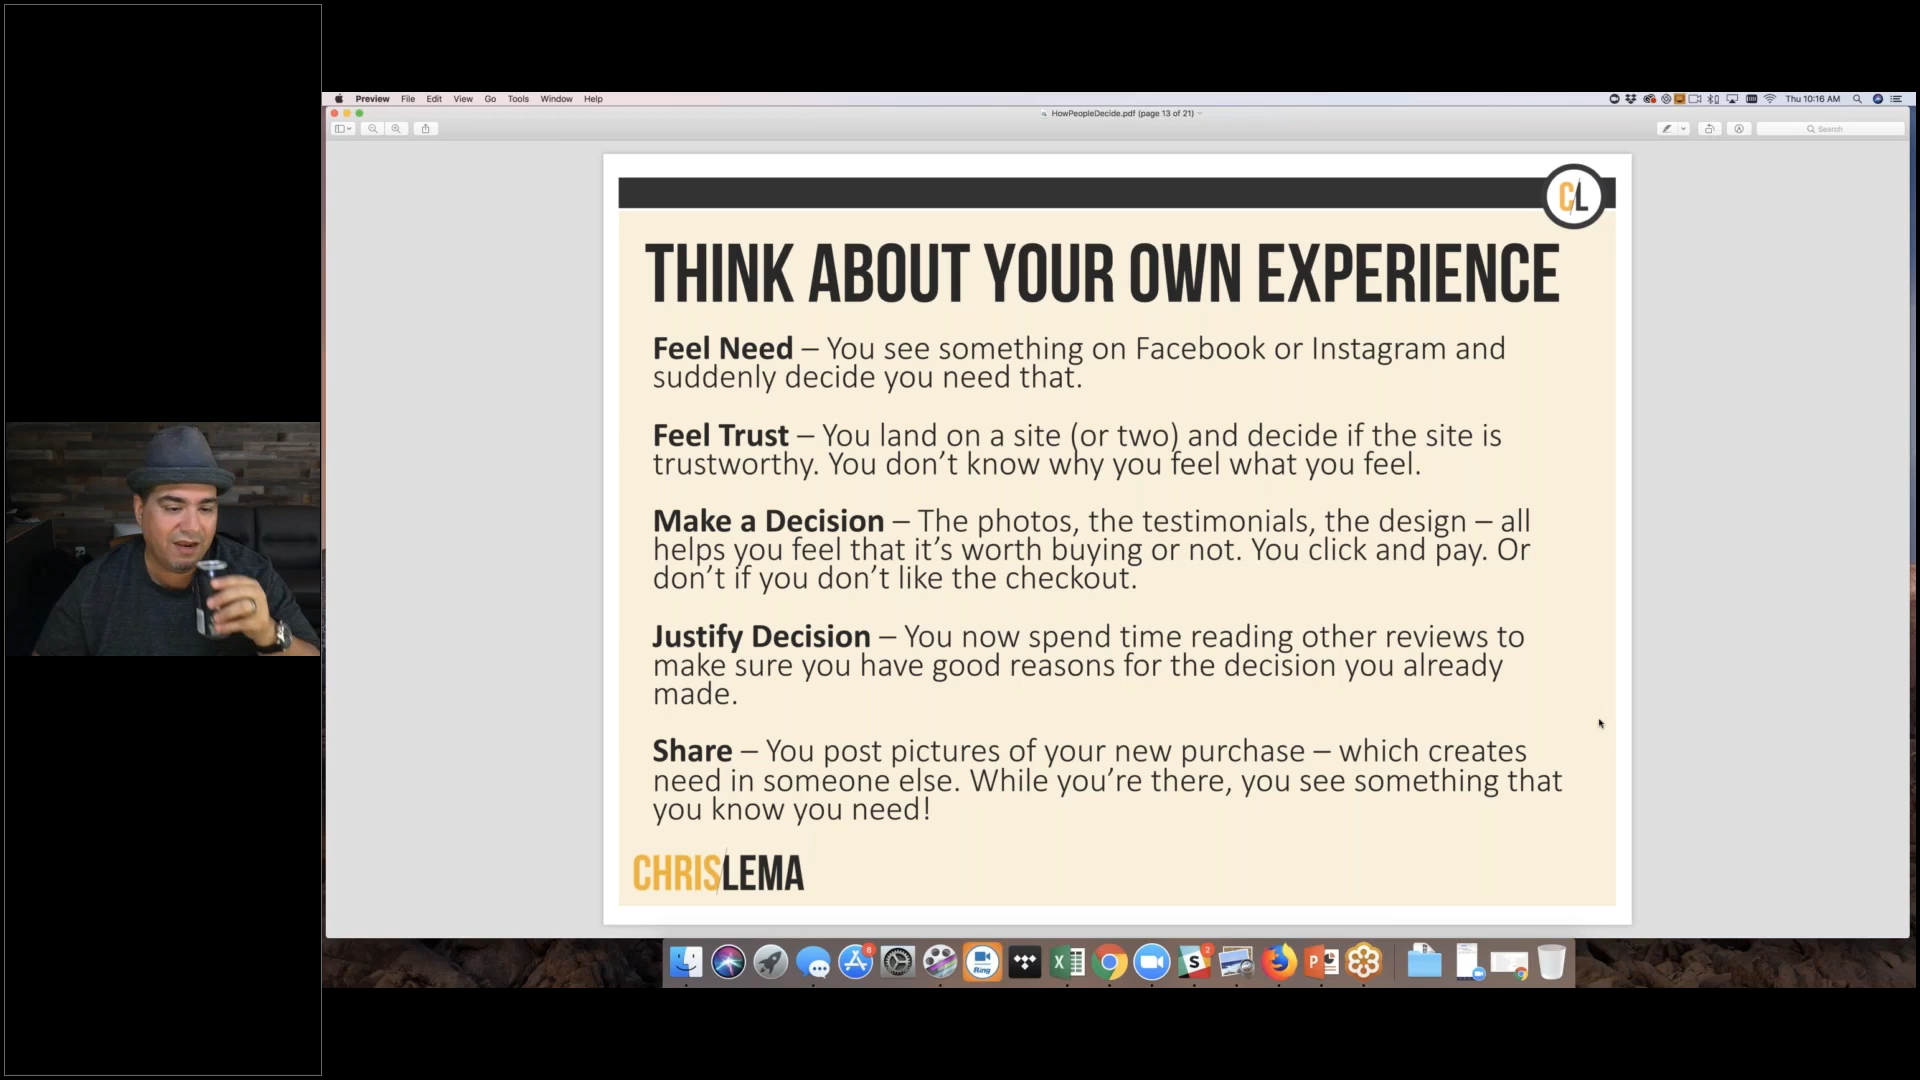 Preview File Edit View Go Tools Window Help
Thu 10:16 AM
HowPeopleDecide.pdf (page 13 of 21)
Search
CL
THINK ABOUT YOUR OWN EXPERIENCE
Feel Need – You see something on Facebook or Instagram and
suddenly decide you need that.
Feel Trust – You land on a site (or two) and decide if the site is
trustworthy. You don’t know why you feel what you feel.
Make a Decision – The photos, the testimonials, the design – all
helps you feel that it’s worth buying or not. You click and pay. Or
don’t if you don’t like the checkout.
Justify Decision – You now spend time reading other reviews to
make sure you have good reasons for the decision you already
made.
Share – You post pictures of your new purchase – which creates
need in someone else. While you’re there, you see something that
you know you need!
CHRIS LEMA
8
Ring
X
S
2
P